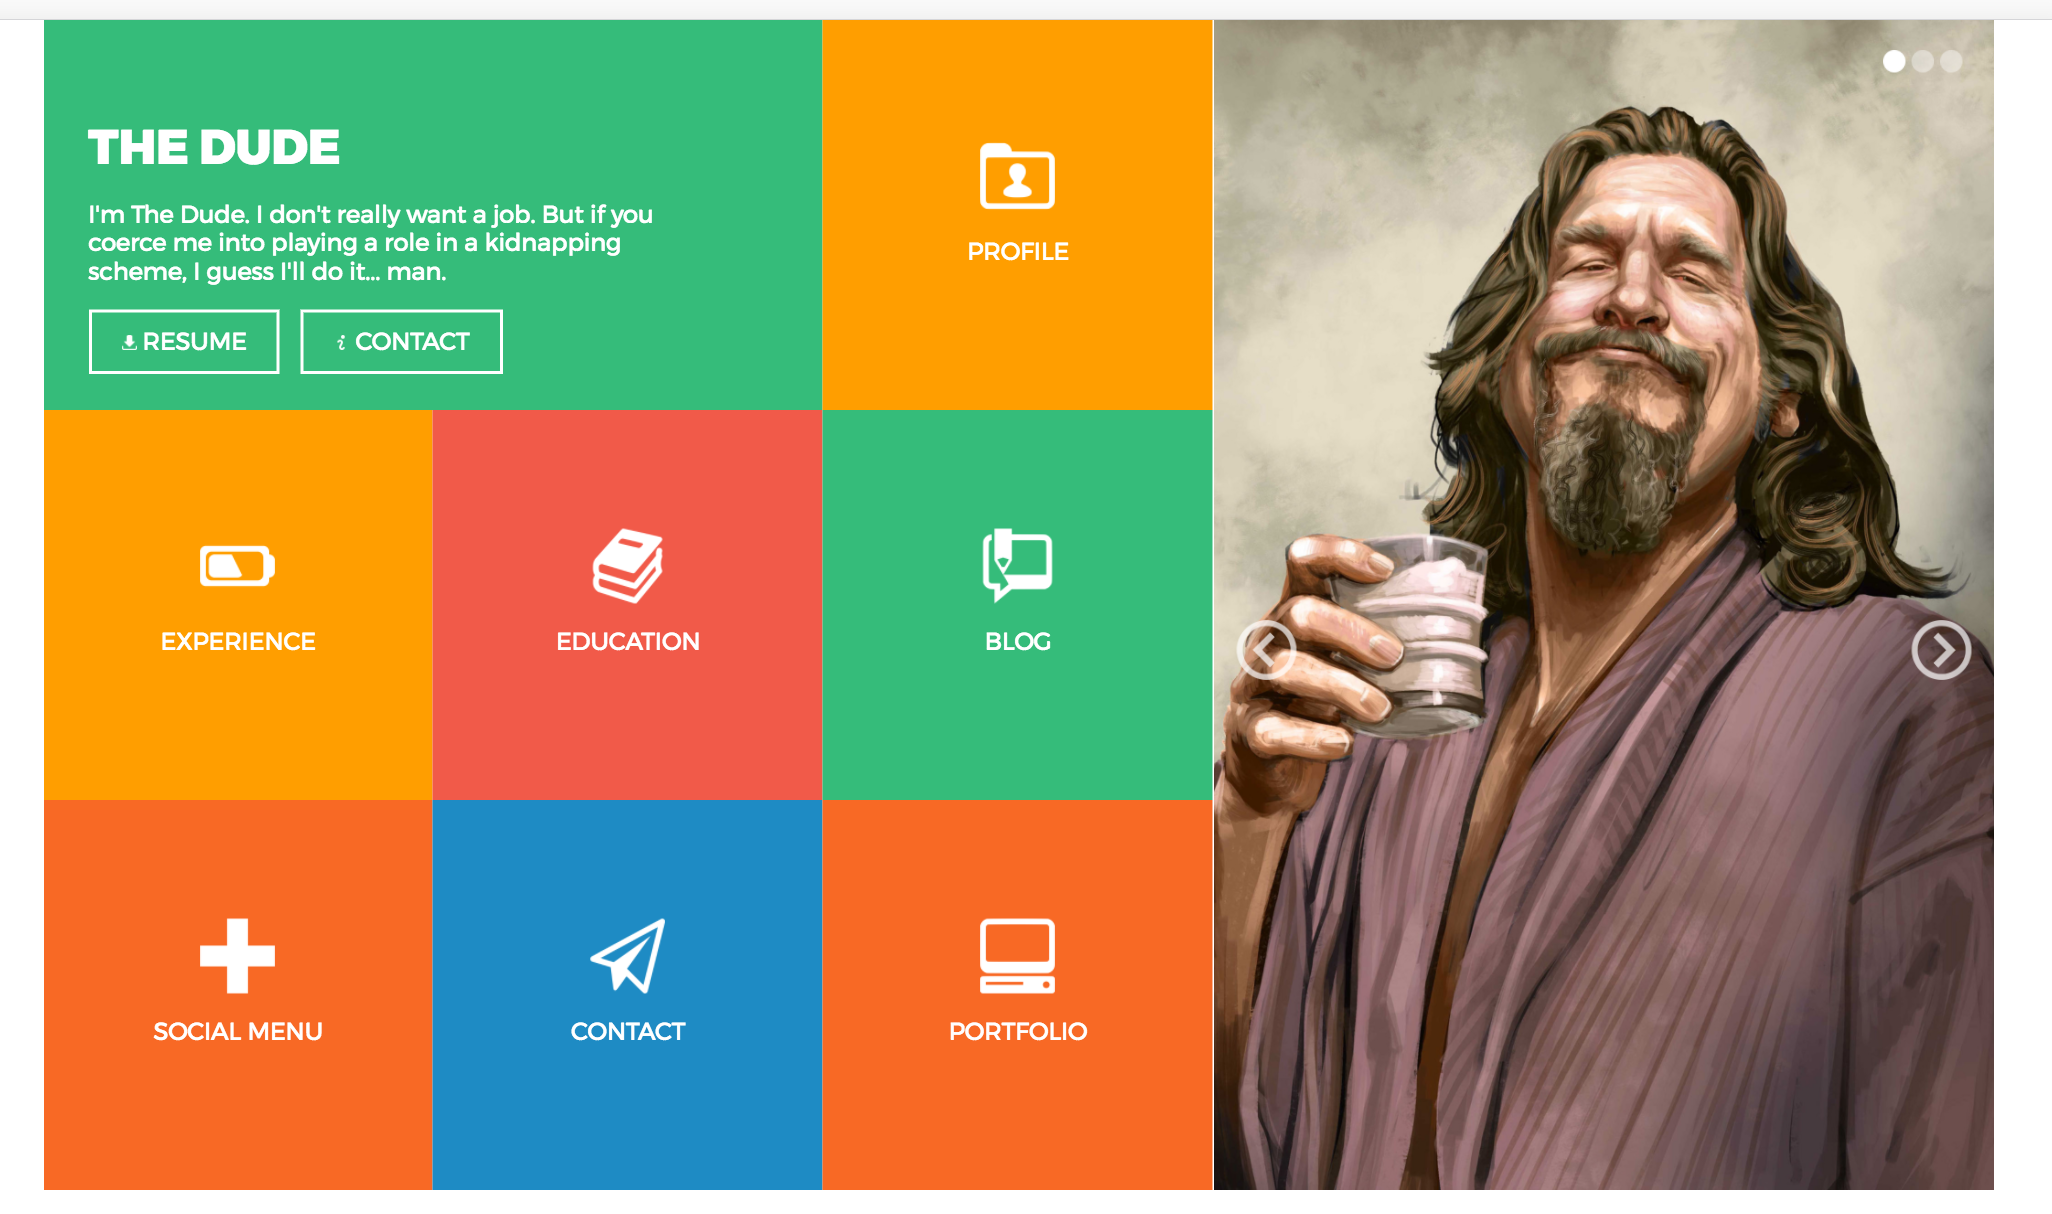 THE DUDE
I'm The Dude. I don't really want a job. But if you
coerce me into playing a role in a kidnapping
scheme, I guess I'll do it... man.
RESUME
CONTACT
PROFILE
EXPERIENCE
EDUCATION
BLOG
SOCIAL MENU
CONTACT
PORTFOLIO